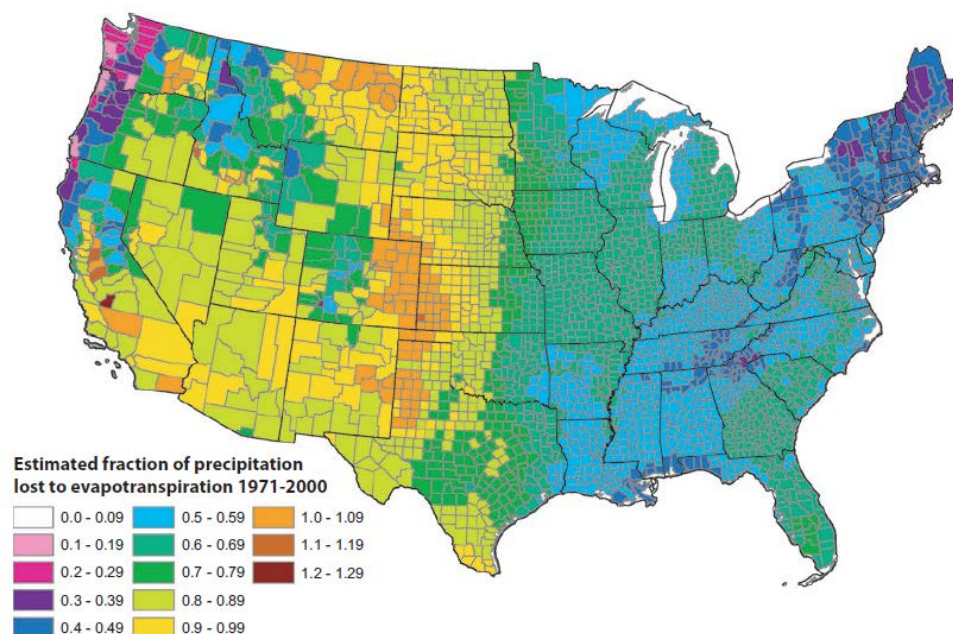 Estimated fraction of precipitation
lost to evapotranspiration 1971-2000
0.0 - 0.09
0.1 - 0.19
0.2 - 0.29
0.3 - 0.39
0.4 - 0.49
0.5 - 0.59
0.6 - 0.69
0.7 - 0.79
0.8 - 0.89
0.9 - 0.99
1.0 - 1.09
1.1 - 1.19
1.2 - 1.29